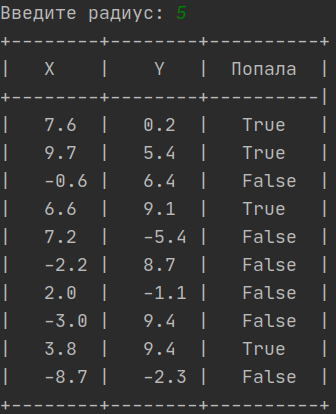 Введите радиус: 5
+--------+--------+----------+
|   X    |    Y   |  Попала  |
+--------+--------+----------|
|   7.6  |   0.2  |   True   |
|   9.7  |   5.4  |   True   |
|   -0.6 |   6.4  |   False  |
|   6.6  |   9.1  |   True   |
|   7.2  |   -5.4 |   False  |
|   -2.2 |   8.7  |   False  |
|   2.0  |   -1.1 |   False  |
|   -3.0 |   9.4  |   False  |
|   3.8  |   9.4  |   True   |
|   -8.7 |   -2.3 |   False  |
+--------+--------+----------+